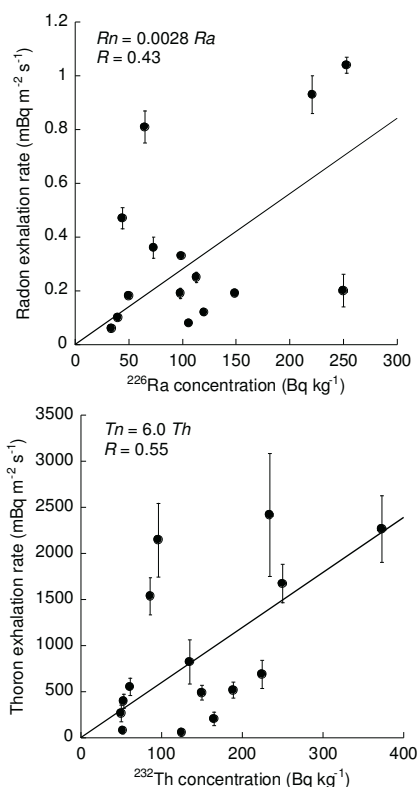 Rn = 0.0028 Ra
R = 0.43
Radon exhalation rate (mBq m⁻² s⁻¹)
1.2
1
0.8
0.6
0.4
0.2
0
0 50 100 150 200 250 300
²²⁶Ra concentration (Bq kg⁻¹)
Tn = 6.0 Th
R = 0.55
Thoron exhalation rate (mBq m⁻² s⁻¹)
3500
3000
2500
2000
1500
1000
500
0
0 100 200 300 400
²³²Th concentration (Bq kg⁻¹)